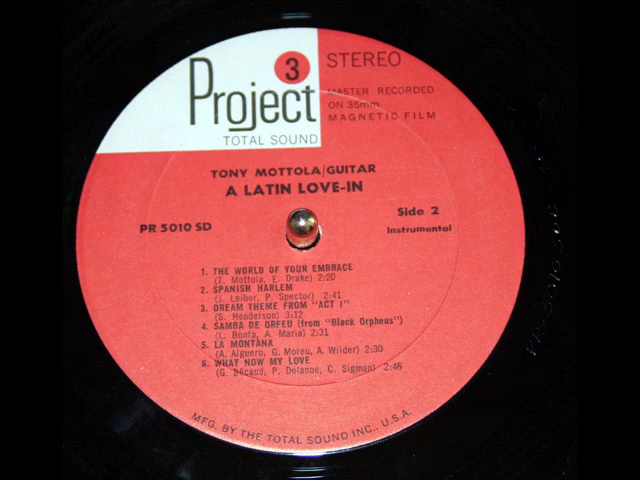 Project 3
TOTAL SOUND
STEREO
MASTER RECORDED
ON 35mm
MAGNETIC FILM
TONY MOTTOLA/GUITAR
A LATIN LOVE-IN
PR 5010 SD
Side 2
Instrumental
1. THE WORLD OF YOUR EMBRACE
(T. Mottola, E. Drake) 2:20
2. SPANISH HARLEM
(J. Leiber, P. Spector) 2:41
3. DREAM THEME FROM "ACT I"
(S. Henderson) 3:12
4. SAMBA DE ORFEU (from "Black Orpheus")
(L. Bonfa, A. Maria) 2:31
5. LA MONTANA
(A. Alguero, G. Moreu, A. Wilder) 2:30
6. WHAT NOW MY LOVE
(G. Becaud, P. Delanoe, C. Sigman) 2:46
MFG. BY THE TOTAL SOUND INC., U.S.A.